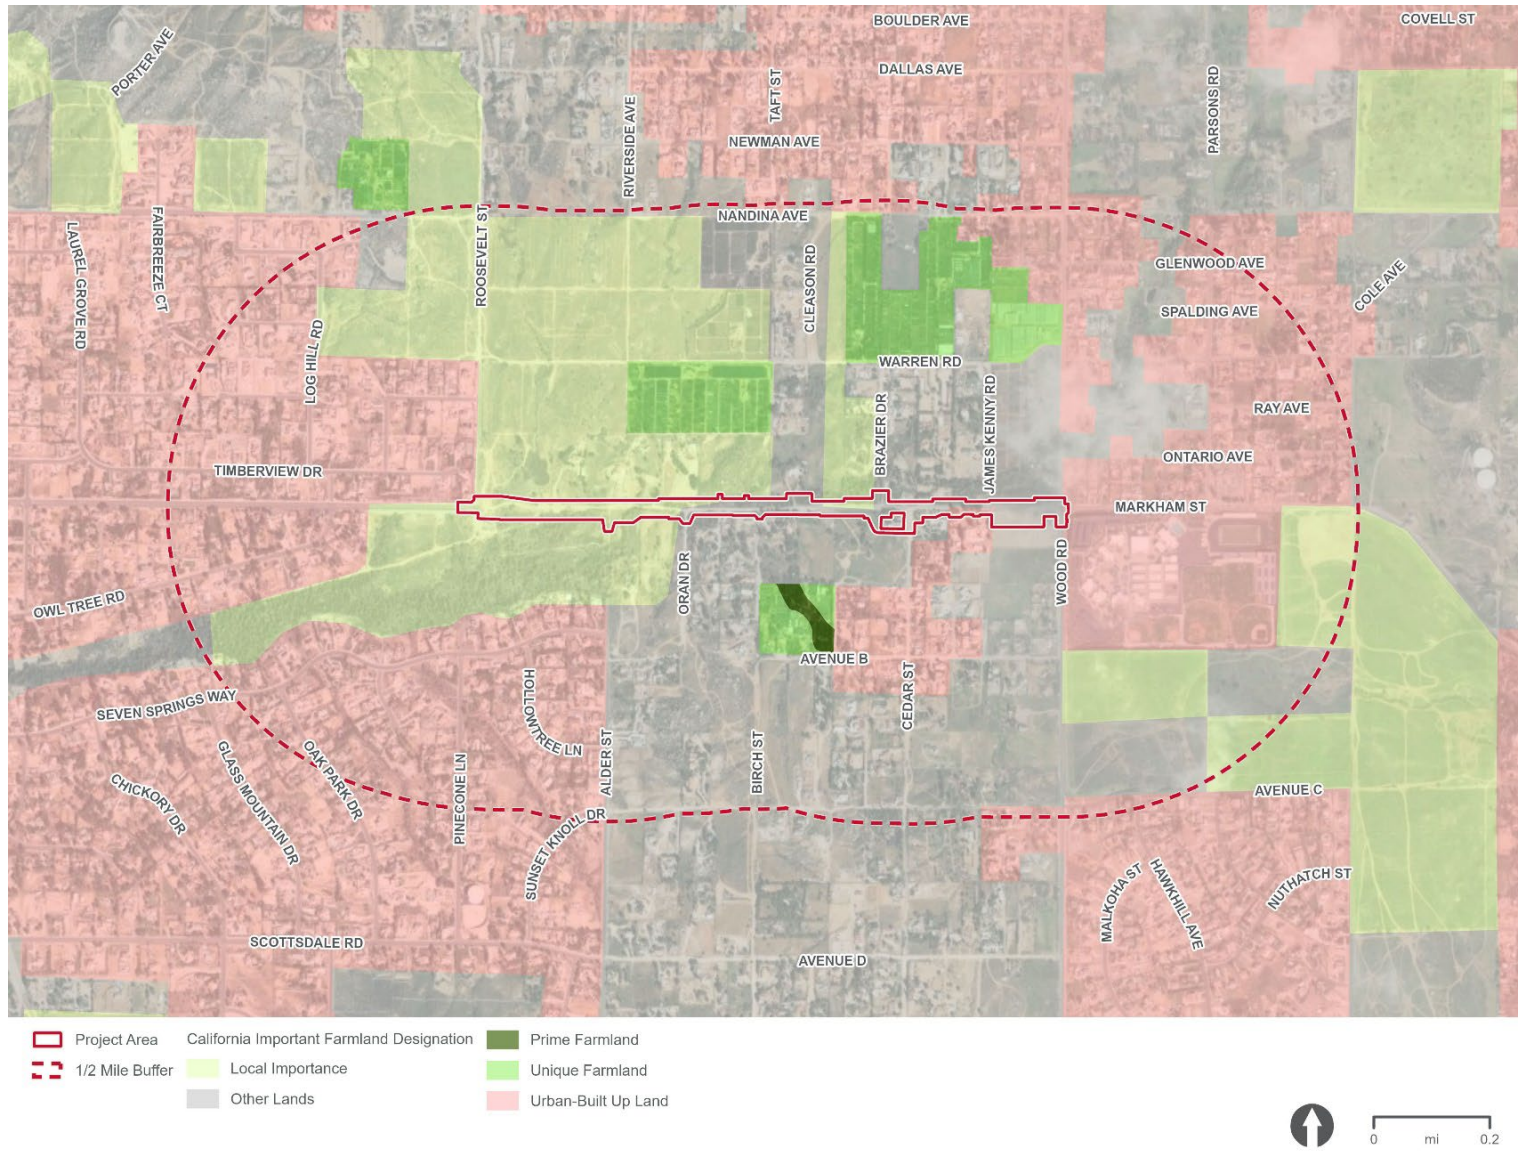 BOULDER AVE
COVELL ST
PORTER AVE
DALLAS AVE
TAFT ST
PARSONS RD
RIVERSIDE AVE
NEWMAN AVE
NANDINA AVE
LAUREL GROVE RD
FAIRBREEZE CT
ROOSEVELT ST
CLEASON RD
GLENWOOD AVE
COLE AVE
SPALDING AVE
LOG HILL RD
WARREN RD
BRAZIER DR
JAMES KENNY RD
RAY AVE
TIMBERVIEW DR
ONTARIO AVE
MARKHAM ST
OWL TREE RD
ORAN DR
WOOD RD
AVENUE B
SEVEN SPRINGS WAY
HOLLOWTREE LN
CEDAR ST
GLASS MOUNTAIN DR
OAK PARK DR
CHICKORY DR
PINECONE LN
ALDER ST
BIRCH ST
AVENUE C
SUNSET KNOLL DR
MALKOHA ST
HAWKHILL AVE
NUTHATCH ST
SCOTTSDALE RD
AVENUE D
Project Area
1/2 Mile Buffer
California Important Farmland Designation
Local Importance
Other Lands
Prime Farmland
Unique Farmland
Urban-Built Up Land
0 mi 0.2